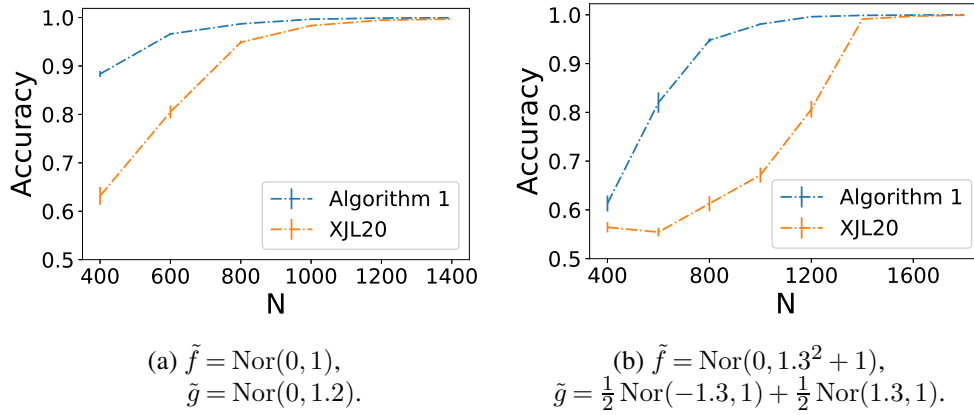 1.0
0.9
0.8
0.7
0.6
0.5
Accuracy
Algorithm 1
XJL20
400 600 800 1000 1200 1400
N
(a) f̃ = Nor(0, 1),
g̃ = Nor(0, 1.2).
1.0
0.9
0.8
0.7
0.6
0.5
Accuracy
Algorithm 1
XJL20
400 800 1200 1600
N
(b) f̃ = Nor(0, 1.3² + 1),
g̃ = ½ Nor(−1.3, 1) + ½ Nor(1.3, 1).